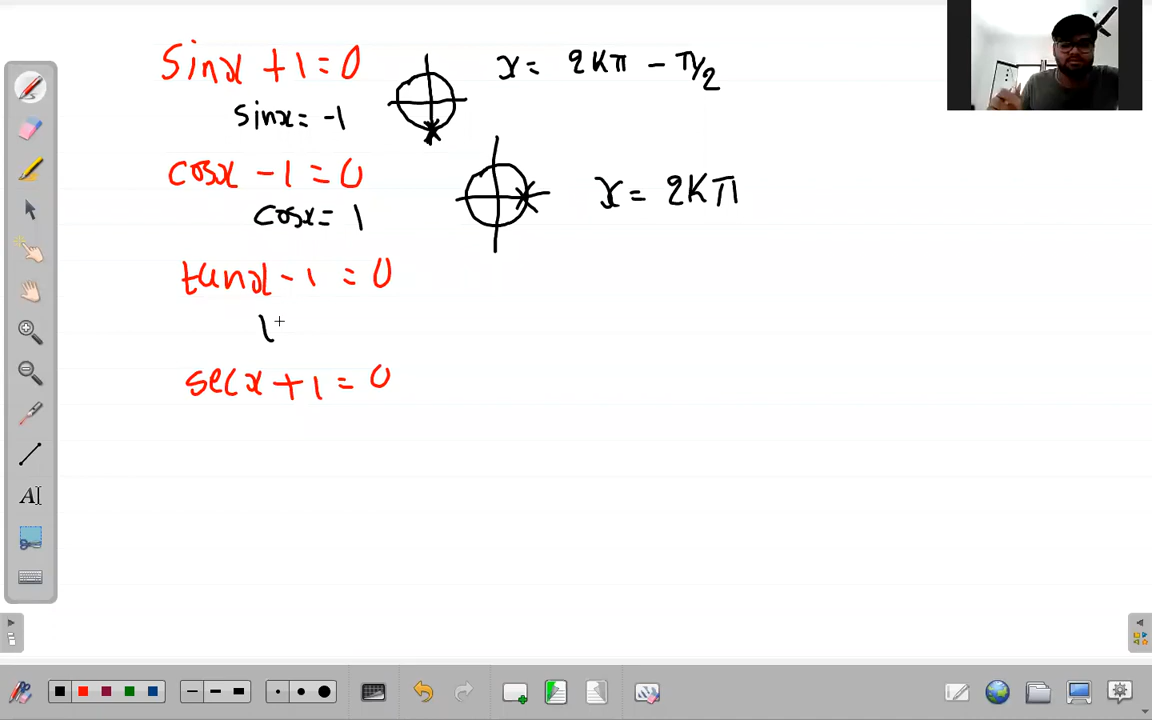 sinx + 1 = 0
x = 2Kπ - π/2
sinx = -1
cosx - 1 = 0
x = 2Kπ
cosx = 1
tanx - 1 = 0
secx + 1 = 0